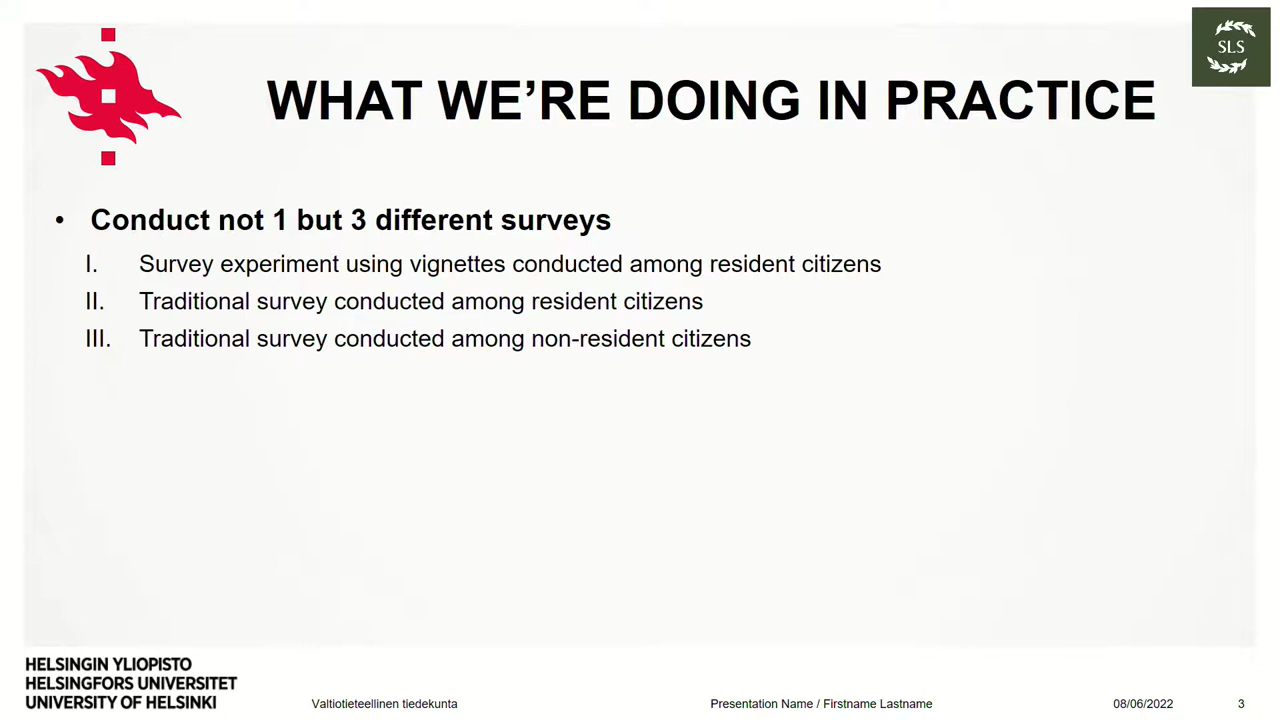 SLS
WHAT WE’RE DOING IN PRACTICE
• Conduct not 1 but 3 different surveys
I. Survey experiment using vignettes conducted among resident citizens
II. Traditional survey conducted among resident citizens
III. Traditional survey conducted among non-resident citizens
HELSINGIN YLIOPISTO
HELSINGFORS UNIVERSITET
UNIVERSITY OF HELSINKI
Valtiotieteellinen tiedekunta
Presentation Name / Firstname Lastname
08/06/2022
3